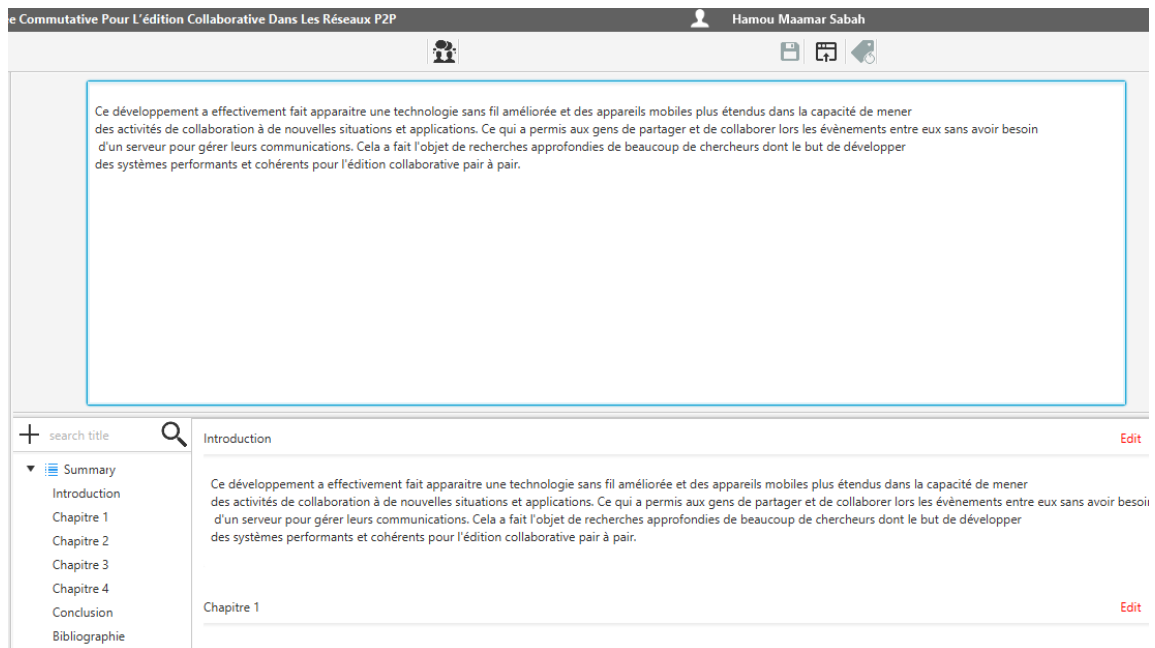 e Commutative Pour L'édition Collaborative Dans Les Réseaux P2P
Hamou Maamar Sabah
Ce développement a effectivement fait apparaitre une technologie sans fil améliorée et des appareils mobiles plus étendus dans la capacité de mener
des activités de collaboration à de nouvelles situations et applications. Ce qui a permis aux gens de partager et de collaborer lors les évènements entre eux sans avoir besoin
d'un serveur pour gérer leurs communications. Cela a fait l'objet de recherches approfondies de beaucoup de chercheurs dont le but de développer
des systèmes performants et cohérents pour l'édition collaborative pair à pair.
search title
Summary
Introduction
Chapitre 1
Chapitre 2
Chapitre 3
Chapitre 4
Conclusion
Bibliographie
Introduction
Edit
Ce développement a effectivement fait apparaitre une technologie sans fil améliorée et des appareils mobiles plus étendus dans la capacité de mener
des activités de collaboration à de nouvelles situations et applications. Ce qui a permis aux gens de partager et de collaborer lors les évènements entre eux sans avoir besoi
d'un serveur pour gérer leurs communications. Cela a fait l'objet de recherches approfondies de beaucoup de chercheurs dont le but de développer
des systèmes performants et cohérents pour l'édition collaborative pair à pair.
Chapitre 1
Edit